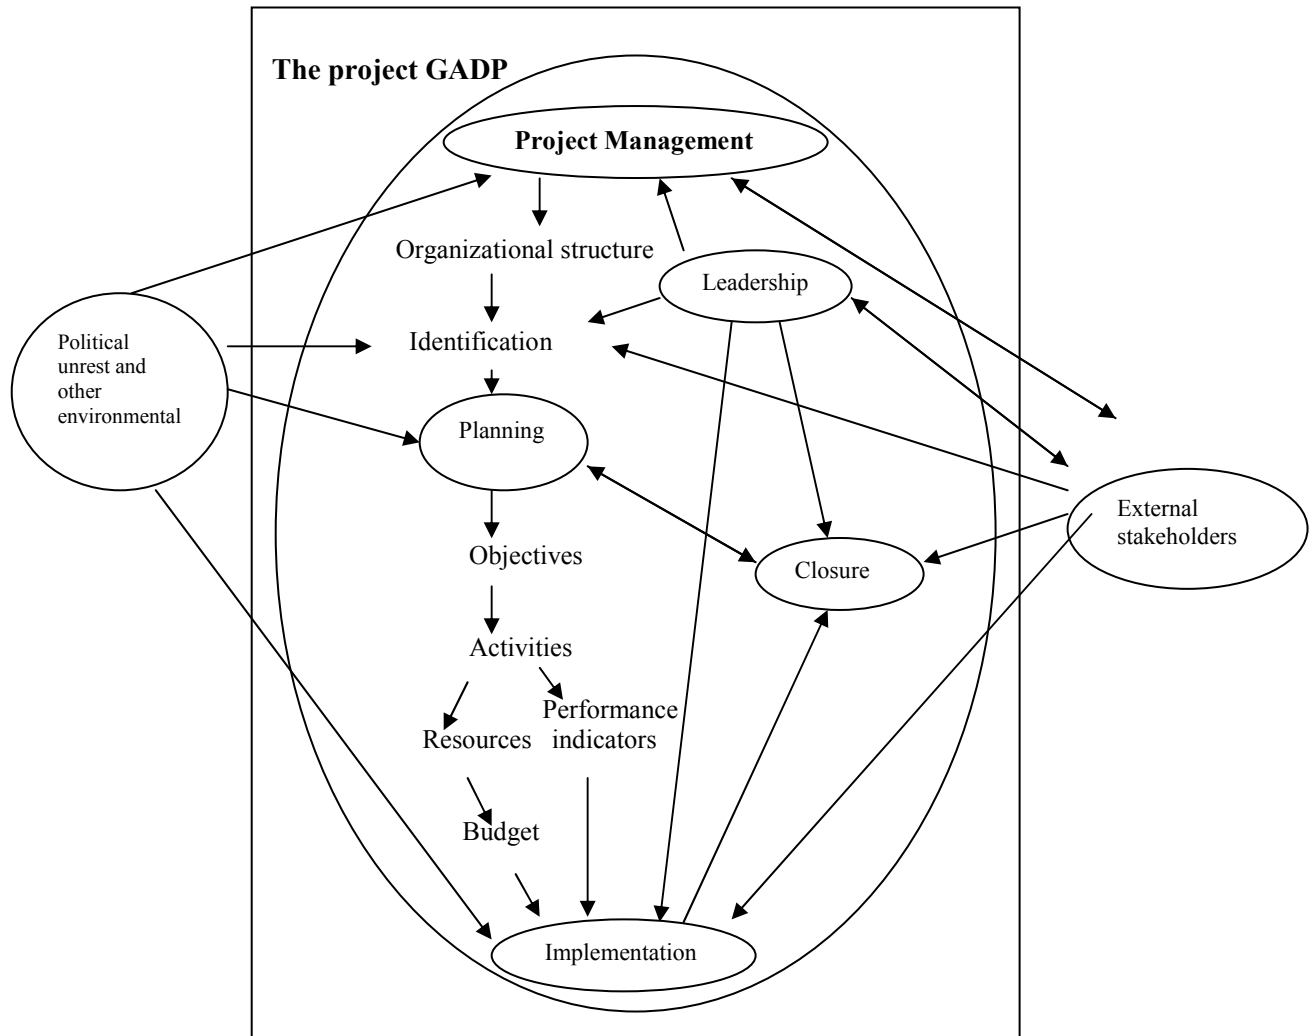 The project GADP
Project Management
Organizational structure
Leadership
Identification
Political
unrest and
other
environmental
Planning
External
stakeholders
Objectives
Closure
Activities
Performance
indicators
Resources
Budget
Implementation